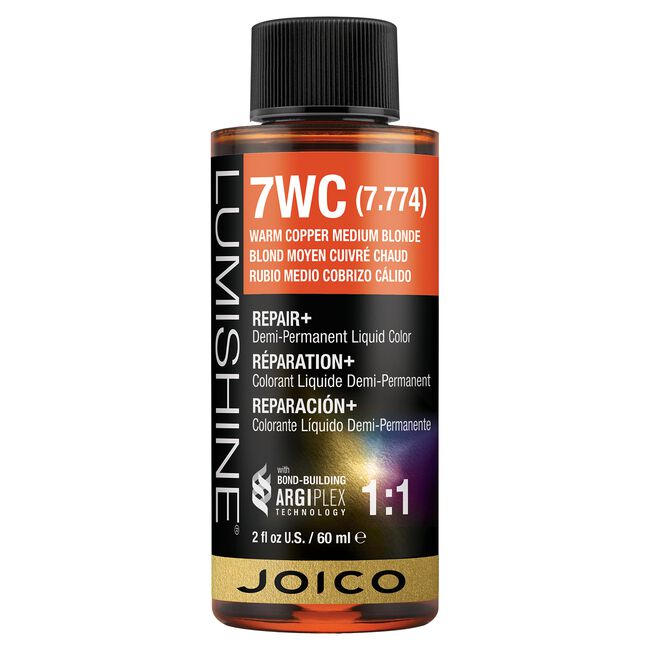 LUMISHINE®
7WC (7.774)
WARM COPPER MEDIUM BLONDE
BLOND MOYEN CUIVRÉ CHAUD
RUBIO MEDIO COBRIZO CÁLIDO
REPAIR+
Demi-Permanent Liquid Color
RÉPARATION+
Colorant Liquide Demi-Permanent
REPARACIÓN+
Colorante Líquido Demi-Permanente
with
BOND-BUILDING
ARGIPLEX
TECHNOLOGY
1:1
2 fl oz U.S. / 60 ml ℮
JOICO